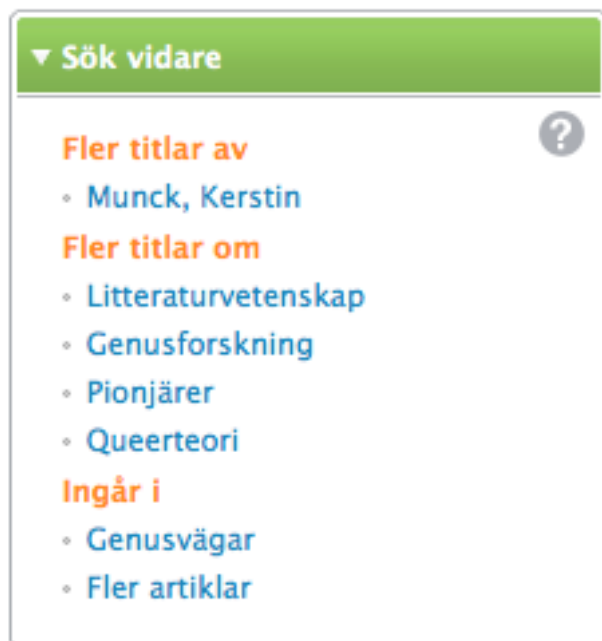 Sök vidare
?
Fler titlar av
Munck, Kerstin
Fler titlar om
Litteraturvetenskap
Genusforskning
Pionjärer
Queerteori
Ingår i
Genusvägar
Fler artiklar